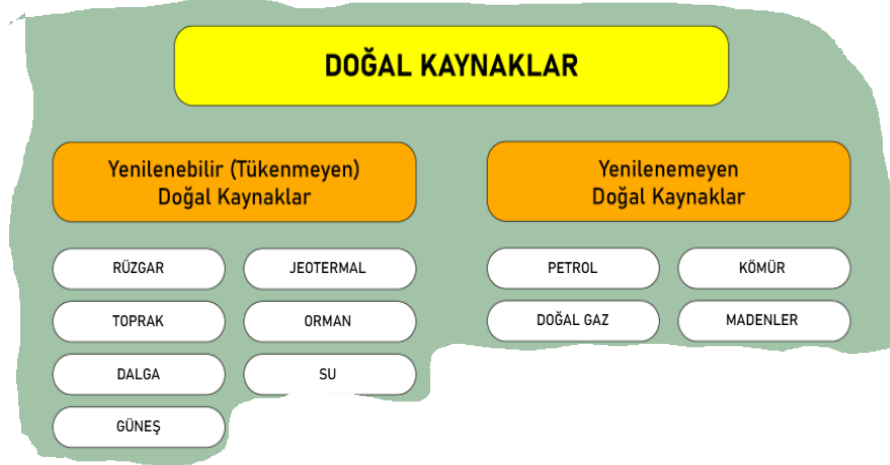 DOĞAL KAYNAKLAR
Yenilenebilir (Tükenmeyen)
Doğal Kaynaklar
RÜZGAR
JEOTERMAL
TOPRAK
ORMAN
DALGA
SU
GÜNEŞ
Yenilenemeyen
Doğal Kaynaklar
PETROL
KÖMÜR
DOĞAL GAZ
MADENLER